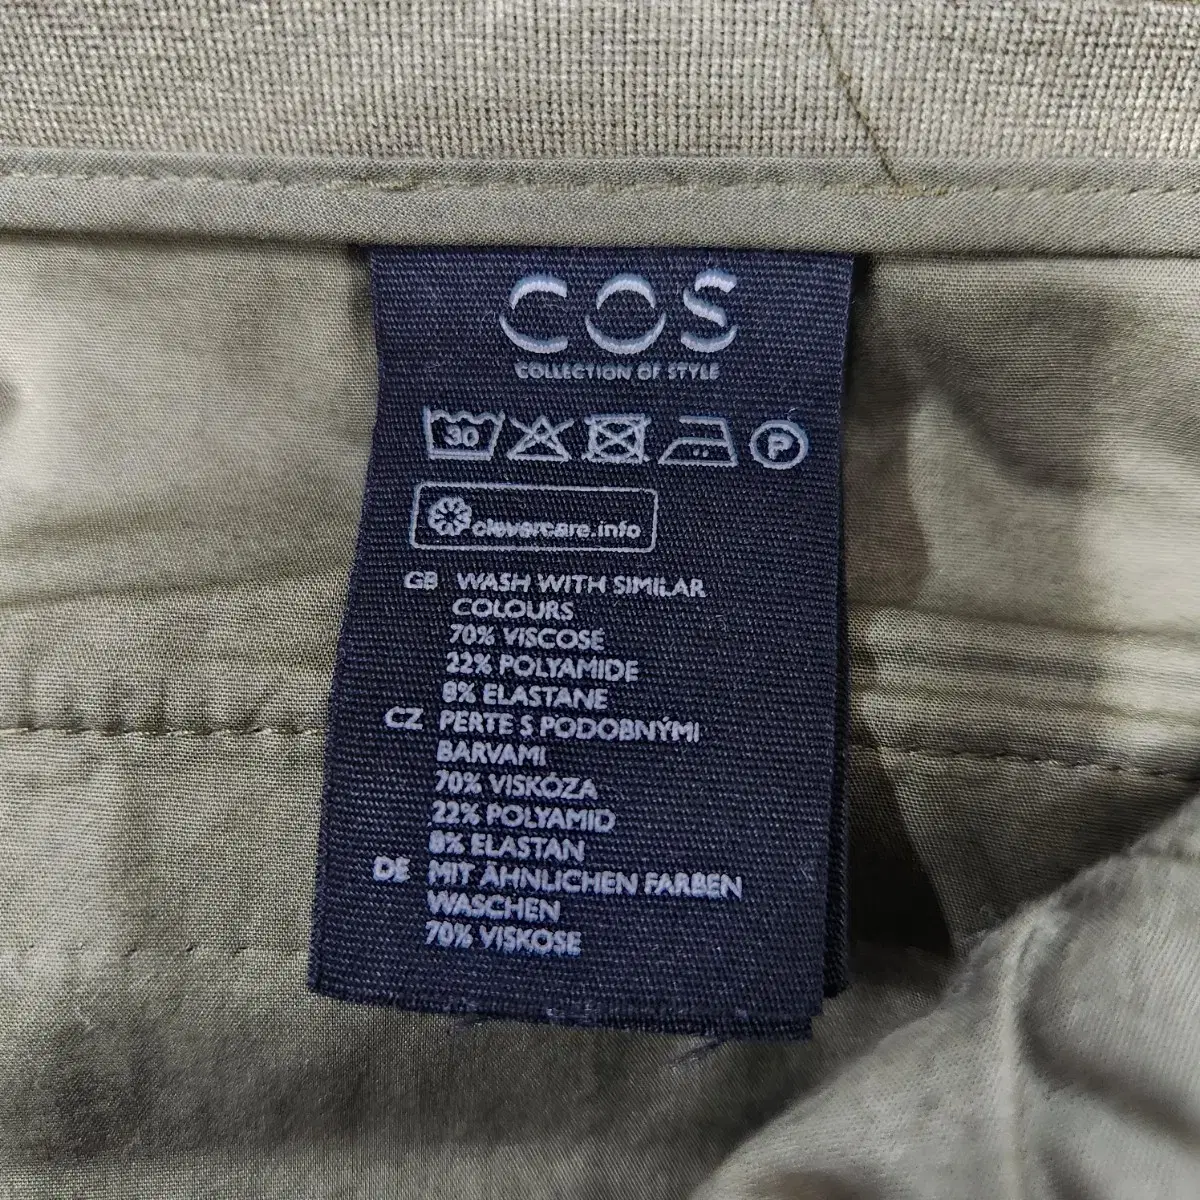 COS
COLLECTION OF STYLE
30 P
clevercare.info
GB WASH WITH SIMILAR
COLOURS
70% VISCOSE
22% POLYAMIDE
8% ELASTANE
CZ PERTE S PODOBNÝMI
BARVAMI
70% VISKÓZA
22% POLYAMID
8% ELASTAN
DE MIT ÄHNLICHEN FARBEN
WASCHEN
70% VISKOSE